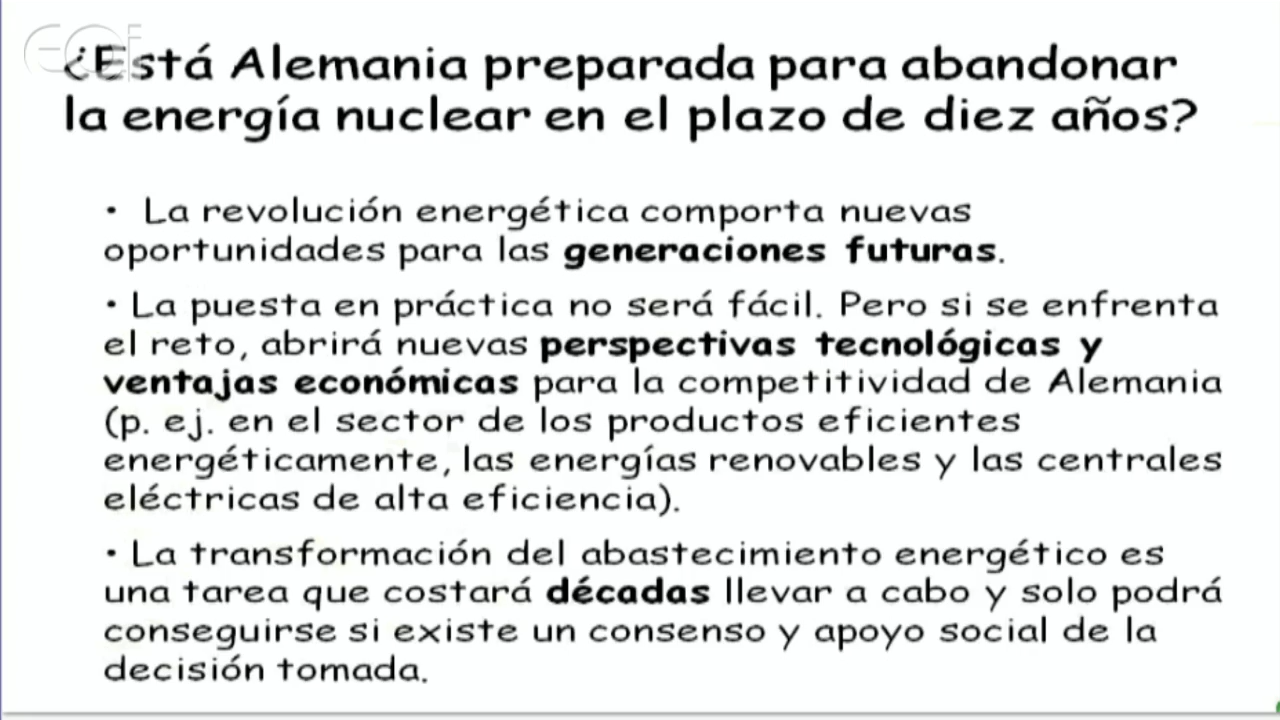 eoi
¿Está Alemania preparada para abandonar
la energía nuclear en el plazo de diez años?
• La revolución energética comporta nuevas
oportunidades para las generaciones futuras.
• La puesta en práctica no será fácil. Pero si se enfrenta
el reto, abrirá nuevas perspectivas tecnológicas y
ventajas económicas para la competitividad de Alemania
(p. ej. en el sector de los productos eficientes
energéticamente, las energías renovables y las centrales
eléctricas de alta eficiencia).
• La transformación del abastecimiento energético es
una tarea que costará décadas llevar a cabo y solo podrá
conseguirse si existe un consenso y apoyo social de la
decisión tomada.